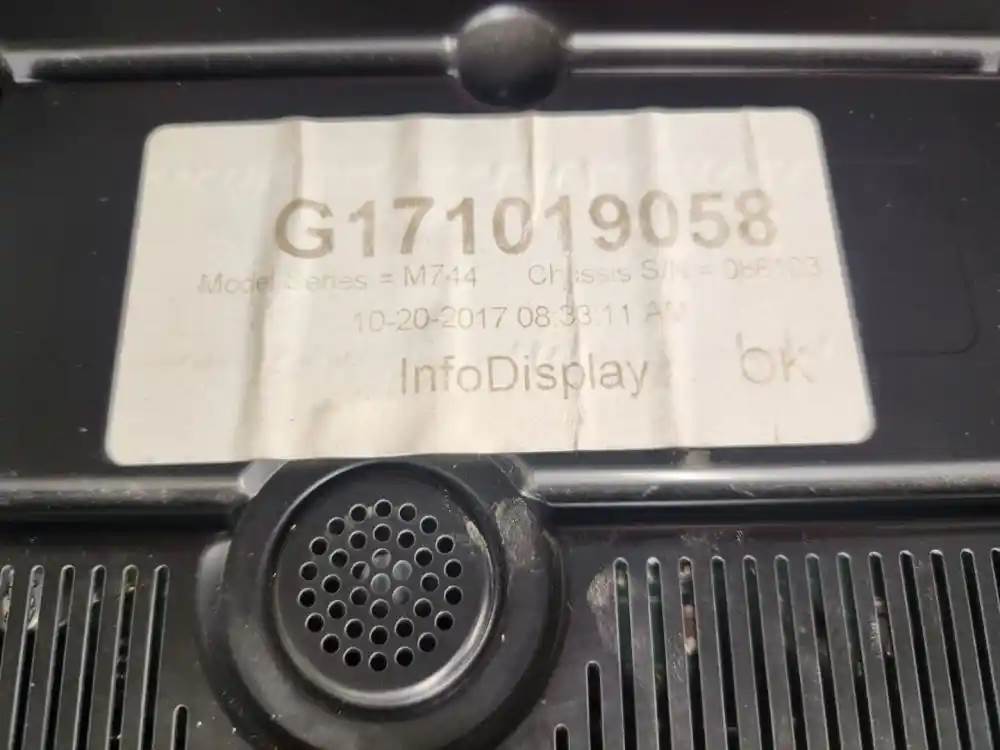 G171019058
Model Series = M744 Chassis S/N =
10-20-2017 08:33:11 AM
InfoDisplay
OK